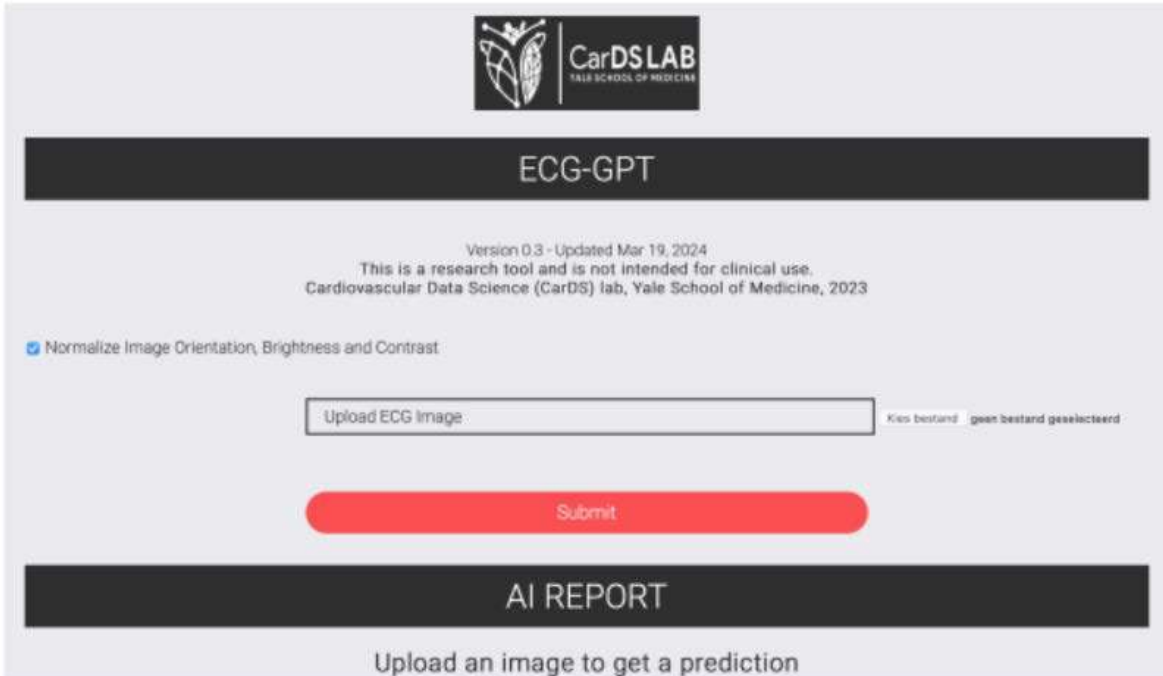 CarDSLAB
YALE SCHOOL OF MEDICINE
ECG-GPT
Version 0.3 - Updated Mar 19, 2024
This is a research tool and is not intended for clinical use.
Cardiovascular Data Science (CarDS) lab, Yale School of Medicine, 2023
Normalize Image Orientation, Brightness and Contrast
Upload ECG Image Kies bestand geen bestand geselecteerd
Submit
AI REPORT
Upload an image to get a prediction